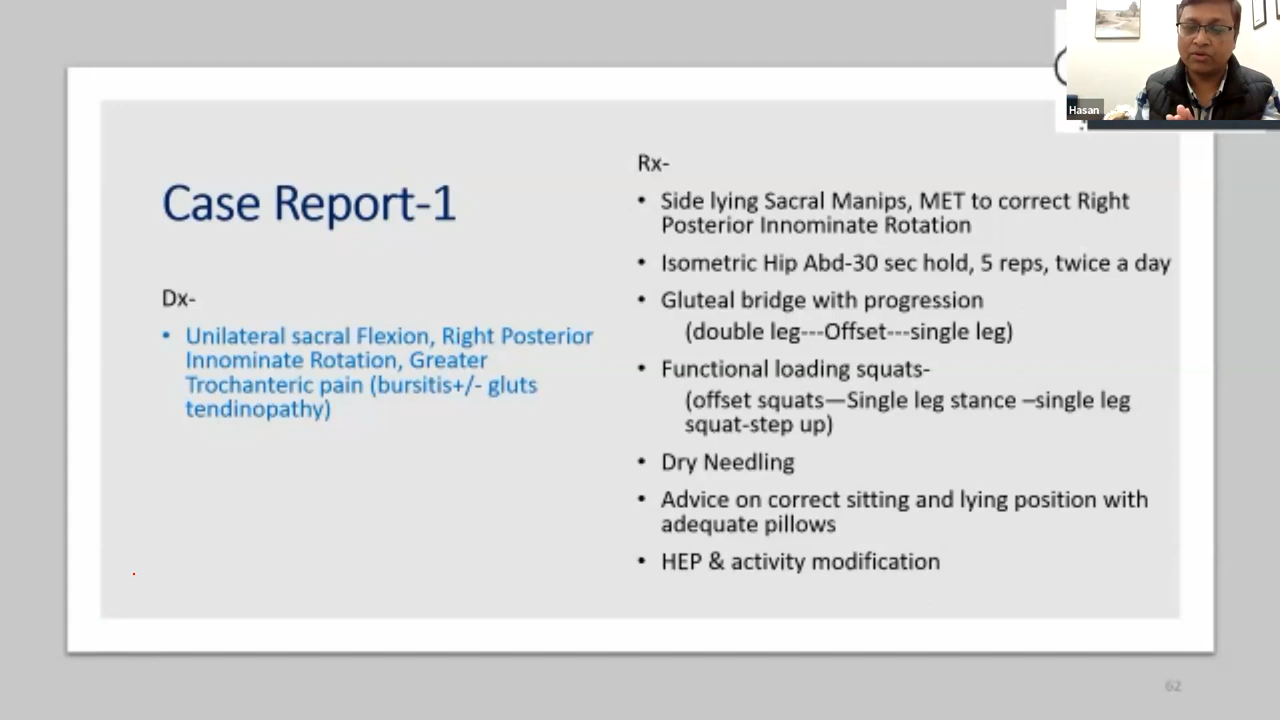 Hasan
Case Report-1
Dx-
• Unilateral sacral Flexion, Right Posterior
Innominate Rotation, Greater
Trochanteric pain (bursitis+/- gluts
tendinopathy)
Rx-
• Side lying Sacral Manips, MET to correct Right
Posterior Innominate Rotation
• Isometric Hip Abd-30 sec hold, 5 reps, twice a day
• Gluteal bridge with progression
(double leg---Offset---single leg)
• Functional loading squats-
(offset squats—Single leg stance –single leg
squat-step up)
• Dry Needling
• Advice on correct sitting and lying position with
adequate pillows
• HEP & activity modification
62